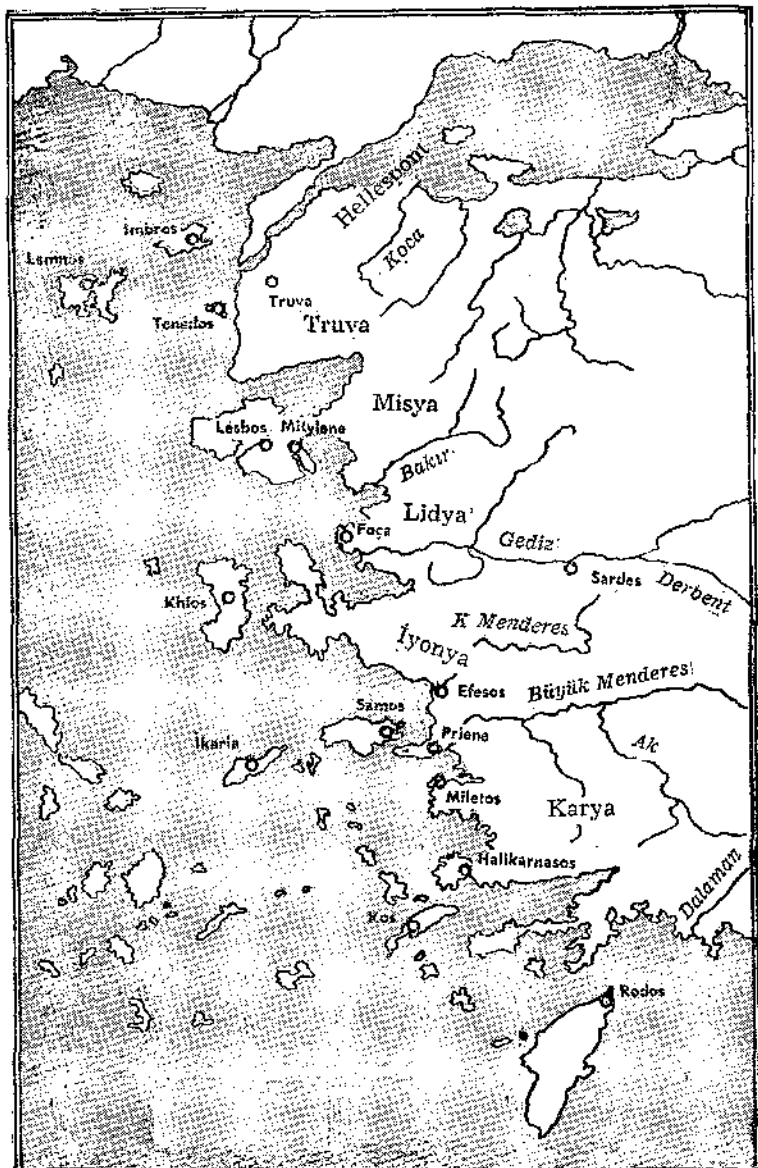 Hellespont
Koca
İmbros
Lemnos
Tenedos
Truva
Truva
Misya
Lesbos
Mitylene
Bakır
Lidya
Foça
Gediz
Sardes
Derbent
Khios
K Menderes
İyonya
Efesos
Büyük Menderes
Samos
Priene
İkaria
Ak
Miletos
Karya
Halikarnasos
Dalaman
Kos
Rodos